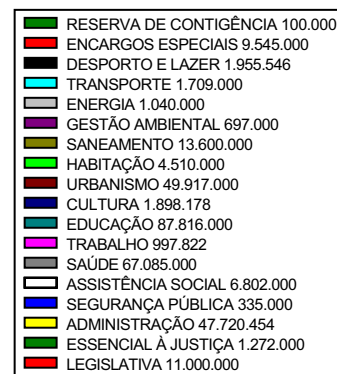 RESERVA DE CONTIGÊNCIA 100.000
ENCARGOS ESPECIAIS 9.545.000
DESPORTO E LAZER 1.955.546
TRANSPORTE 1.709.000
ENERGIA 1.040.000
GESTÃO AMBIENTAL 697.000
SANEAMENTO 13.600.000
HABITAÇÃO 4.510.000
URBANISMO 49.917.000
CULTURA 1.898.178
EDUCAÇÃO 87.816.000
TRABALHO 997.822
SAÚDE 67.085.000
ASSISTÊNCIA SOCIAL 6.802.000
SEGURANÇA PÚBLICA 335.000
ADMINISTRAÇÃO 47.720.454
ESSENCIAL À JUSTIÇA 1.272.000
LEGISLATIVA 11.000.000